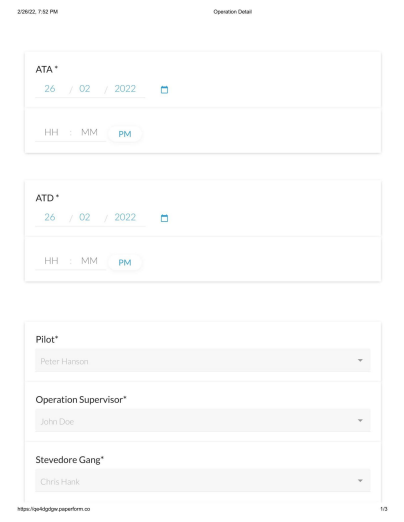 2/26/22, 7:52 PM Operation Detail
ATA *
26 / 02 / 2022
HH : MM PM
ATD *
26 / 02 / 2022
HH : MM PM
Pilot*
Peter Hanson
Operation Supervisor*
John Doe
Stevedore Gang*
Chris Hank
https://qe4dgdgw.paperform.co 1/3